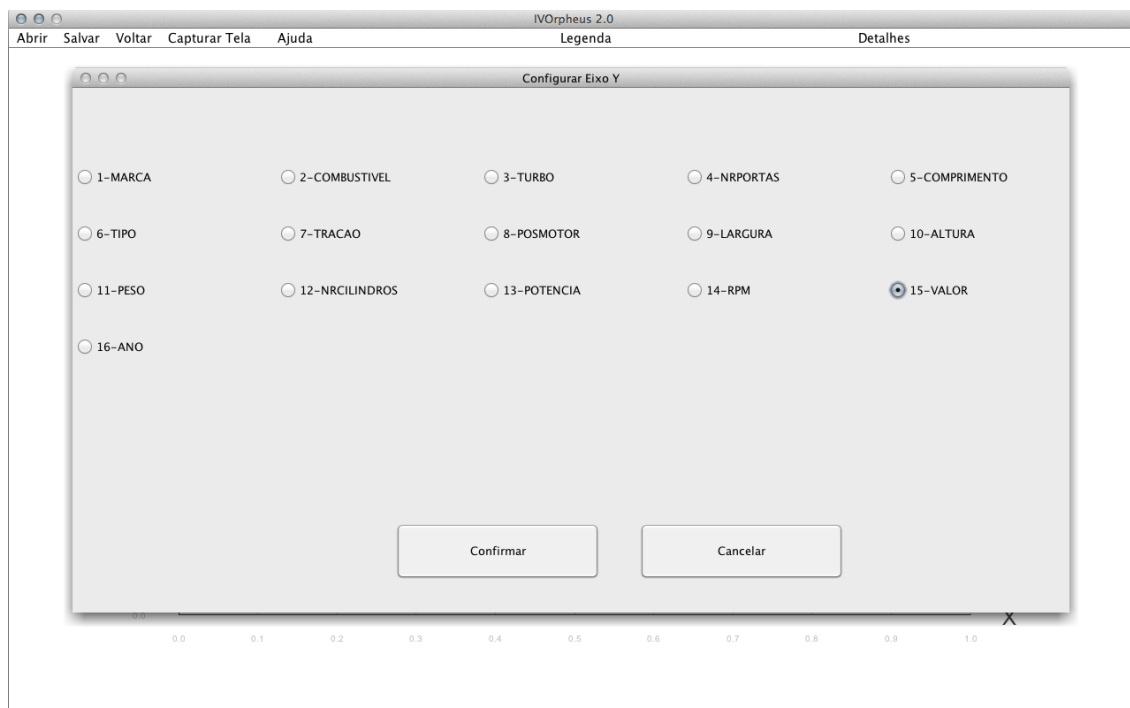 IVOrpheus 2.0
Abrir Salvar Voltar Capturar Tela Ajuda Legenda Detalhes
Configurar Eixo Y
1-MARCA 2-COMBUSTIVEL 3-TURBO 4-NRPORTAS 5-COMPRIMENTO
6-TIPO 7-TRACAO 8-POSMOTOR 9-LARGURA 10-ALTURA
11-PESO 12-NRCILINDROS 13-POTENCIA 14-RPM 15-VALOR
16-ANO
Confirmar Cancelar
0.0 X
0.0 0.1 0.2 0.3 0.4 0.5 0.6 0.7 0.8 0.9 1.0